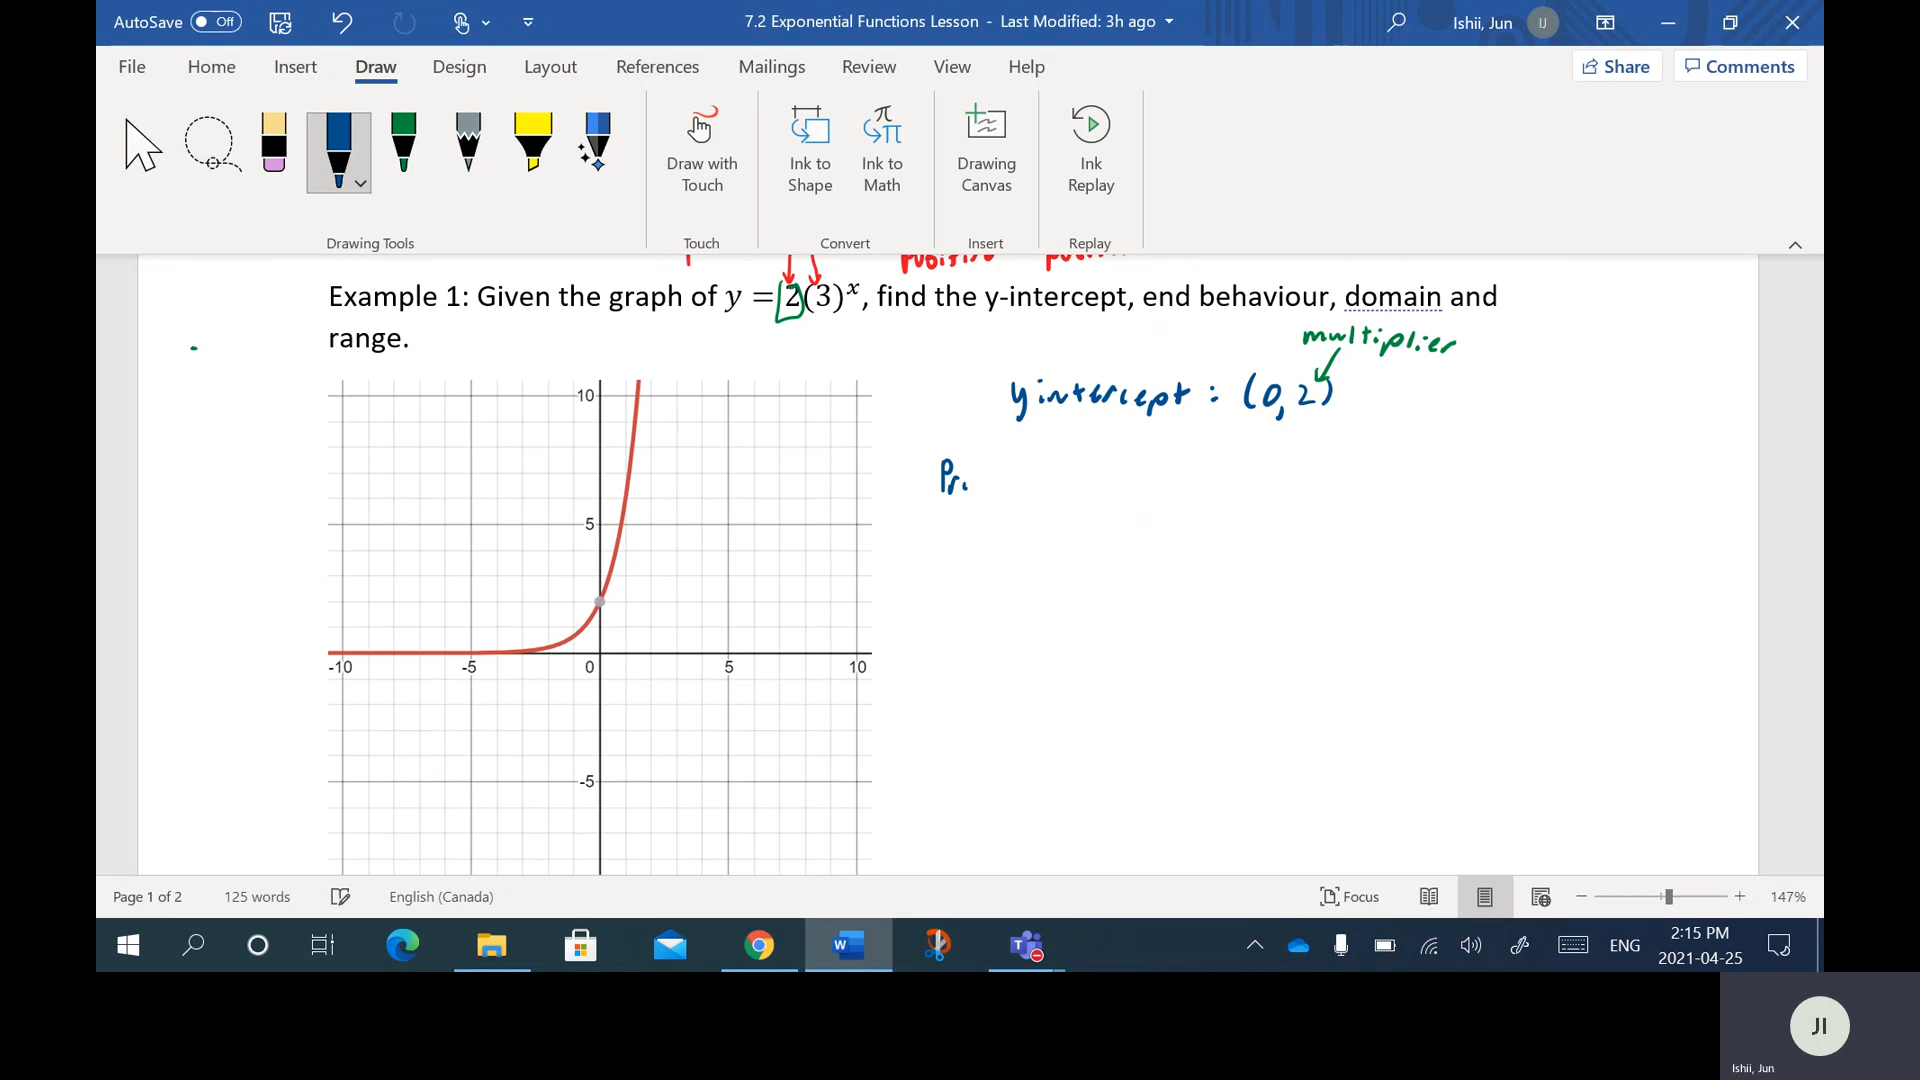 AutoSave Off 7.2 Exponential Functions Lesson - Last Modified: 3h ago Ishii, Jun IJ
File Home Insert Draw Design Layout References Mailings Review View Help Share Comments
Draw with Touch
Ink to Shape
Ink to Math
Drawing Canvas
Ink Replay
Drawing Tools Touch Convert Insert Replay
Example 1: Given the graph of y = 2(3)^x, find the y-intercept, end behaviour, domain and
range.
multiplier
y intercept : (0, 2)
Pr.
10
5
-10 -5 0 5 10
-5
Page 1 of 2 125 words English (Canada) Focus 147%
ENG 2:15 PM
2021-04-25
JI
Ishii, Jun